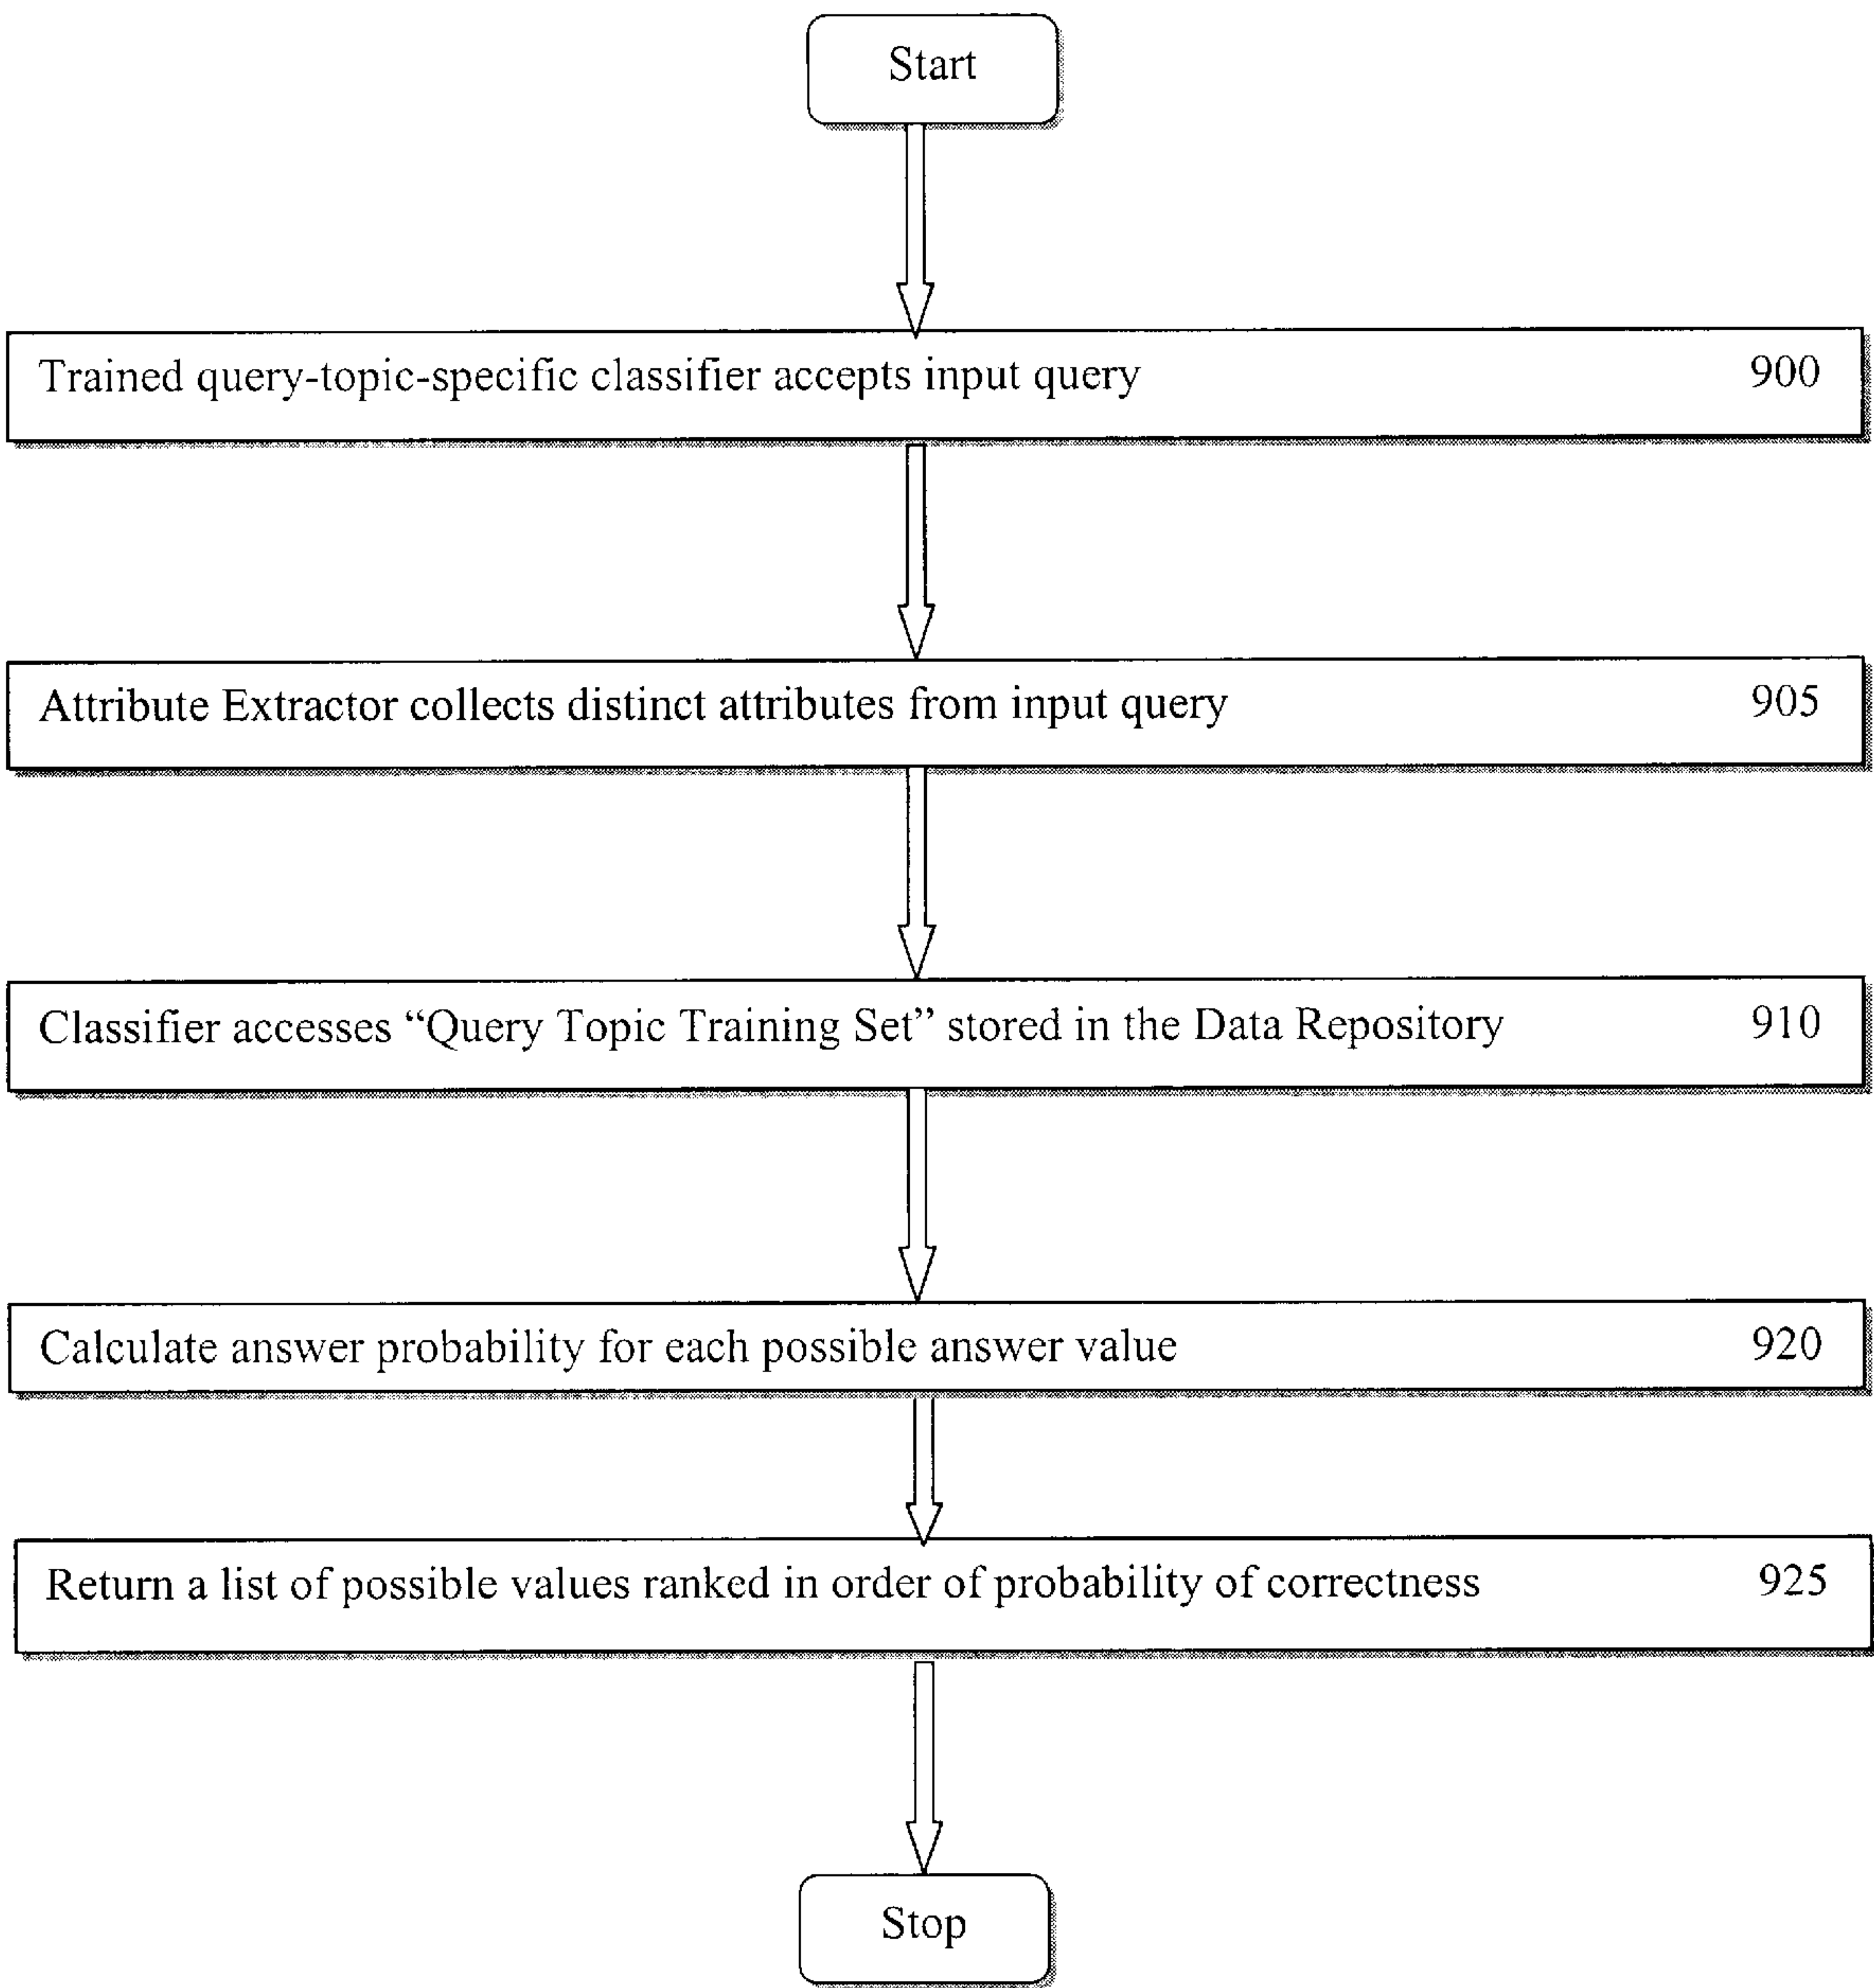 Start
Trained query-topic-specific classifier accepts input query 900
Attribute Extractor collects distinct attributes from input query 905
Classifier accesses “Query Topic Training Set” stored in the Data Repository 910
Calculate answer probability for each possible answer value 920
Return a list of possible values ranked in order of probability of correctness 925
Stop